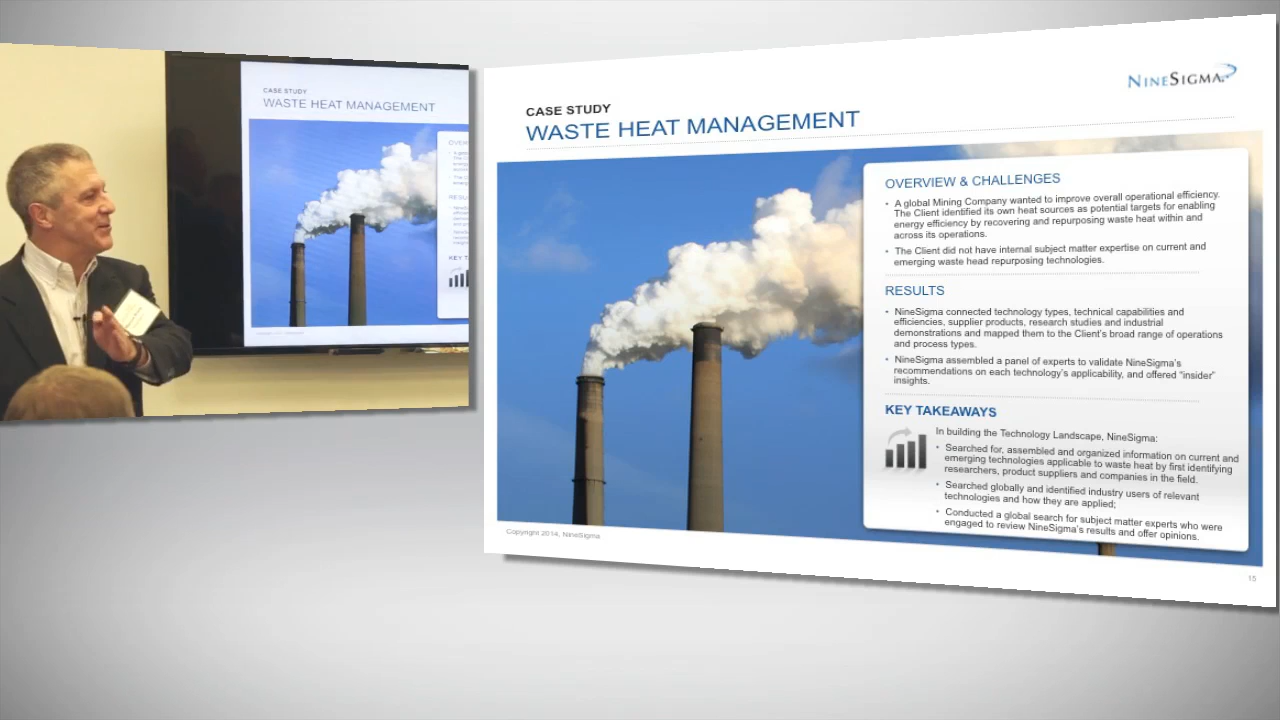 CASE STUDY
WASTE HEAT MANAGEMENT
NINESIGMA
CASE STUDY
WASTE HEAT MANAGEMENT
OVERVIEW & CHALLENGES
• A global Mining Company wanted to improve overall operational efficiency.
The Client identified its own heat sources as potential targets for enabling
energy efficiency by recovering and repurposing waste heat within and
across its operations.
• The Client did not have internal subject matter expertise on current and
emerging waste head repurposing technologies.
RESULTS
• NineSigma connected technology types, technical capabilities and
efficiencies, supplier products, research studies and industrial
demonstrations and mapped them to the Client's broad range of operations
and process types.
• NineSigma assembled a panel of experts to validate NineSigma's
recommendations on each technology's applicability, and offered "insider"
insights.
KEY TAKEAWAYS
In building the Technology Landscape, NineSigma:
• Searched for, assembled and organized information on current and
emerging technologies applicable to waste heat by first identifying
researchers, product suppliers and companies in the field.
• Searched globally and identified industry users of relevant
technologies and how they are applied;
• Conducted a global search for subject matter experts who were
engaged to review NineSigma's results and offer opinions.
Copyright 2014, NineSigma
15